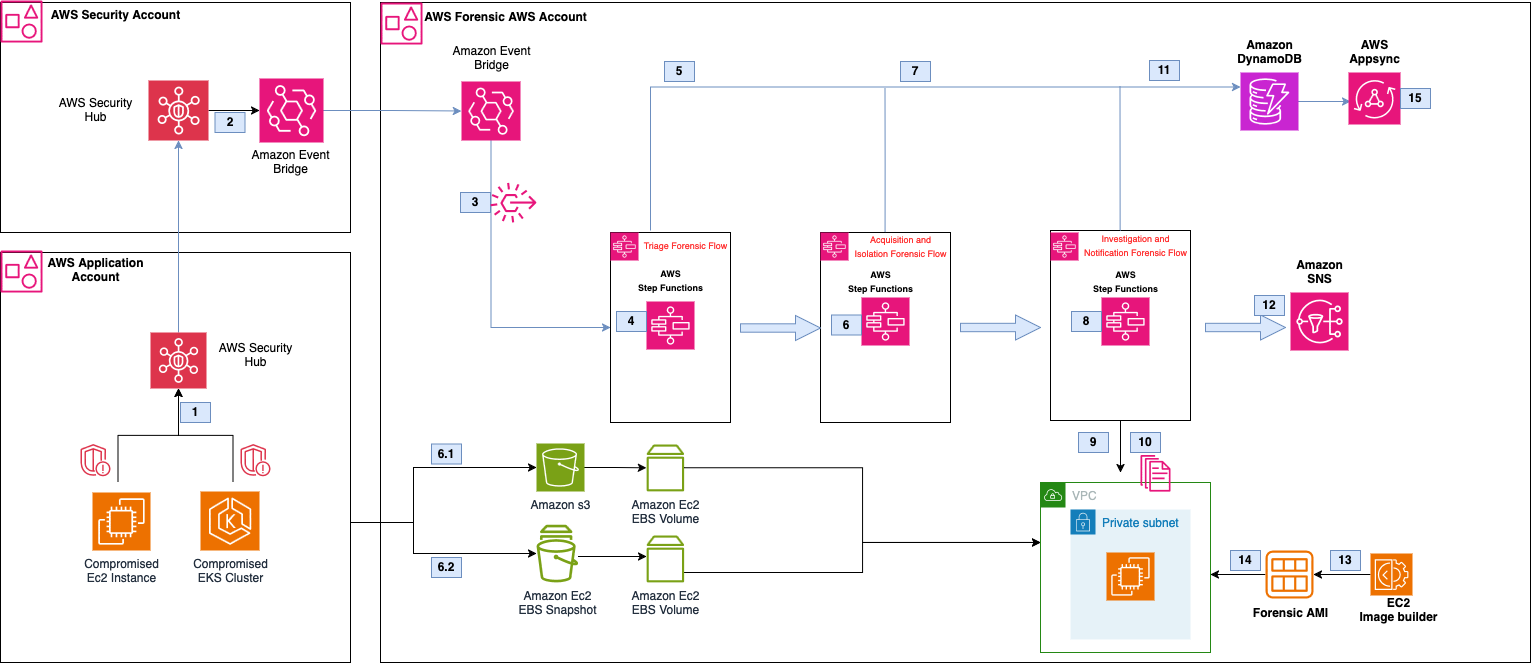 AWS Security Account
AWS Security
Hub
2
Amazon Event
Bridge
AWS Application
Account
AWS Security
Hub
1
Compromised
Ec2 Instance
Compromised
EKS Cluster
AWS Forensic AWS Account
Amazon Event
Bridge
3
5
7
11
Amazon
DynamoDB
AWS
Appsync
15
Triage Forensic Flow
AWS
Step Functions
4
Acquisition and
Isolation Forensic Flow
AWS
Step Functions
6
Investigation and
Notification Forensic Flow
AWS
Step Functions
8
Amazon
SNS
12
9
10
6.1
Amazon s3
Amazon Ec2
EBS Volume
6.2
Amazon Ec2
EBS Snapshot
Amazon Ec2
EBS Volume
VPC
Private subnet
14
Forensic AMI
13
EC2
Image builder